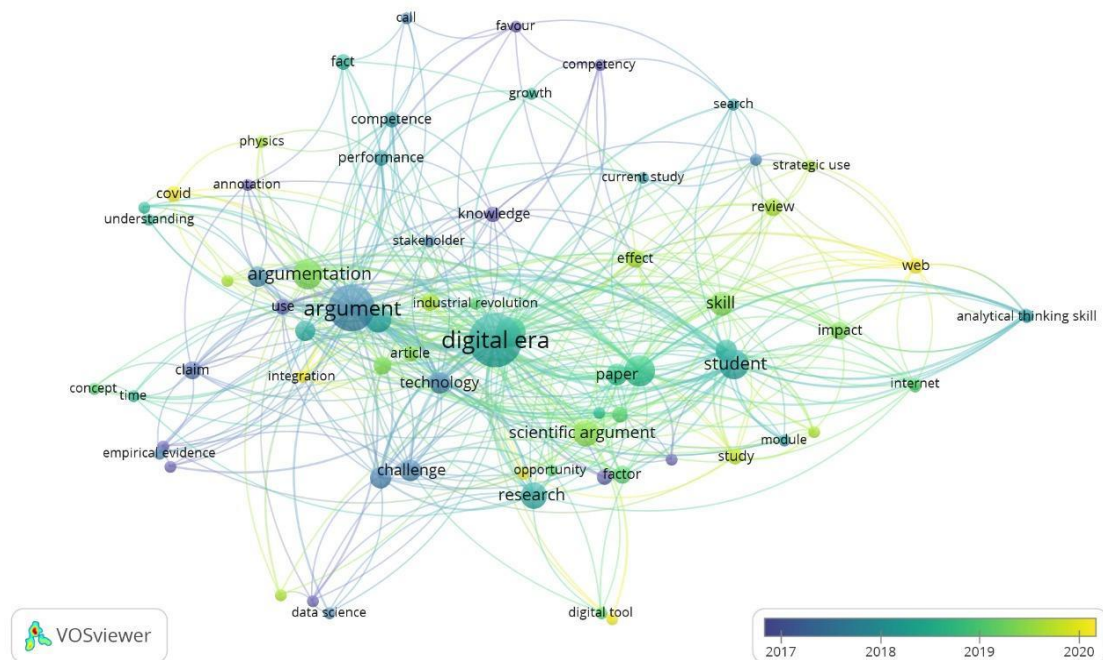 call
favour
fact
competency
growth
search
competence
physics
performance
strategic use
annotation
current study
covid
review
understanding
knowledge
stakeholder
effect
web
argumentation
use
argument
industrial revolution
skill
analytical thinking skill
impact
digital era
article
student
claim
integration
technology
paper
internet
concept
time
scientific argument
module
empirical evidence
study
challenge
opportunity
factor
research
data science
digital tool
VOSviewer
2017
2018
2019
2020